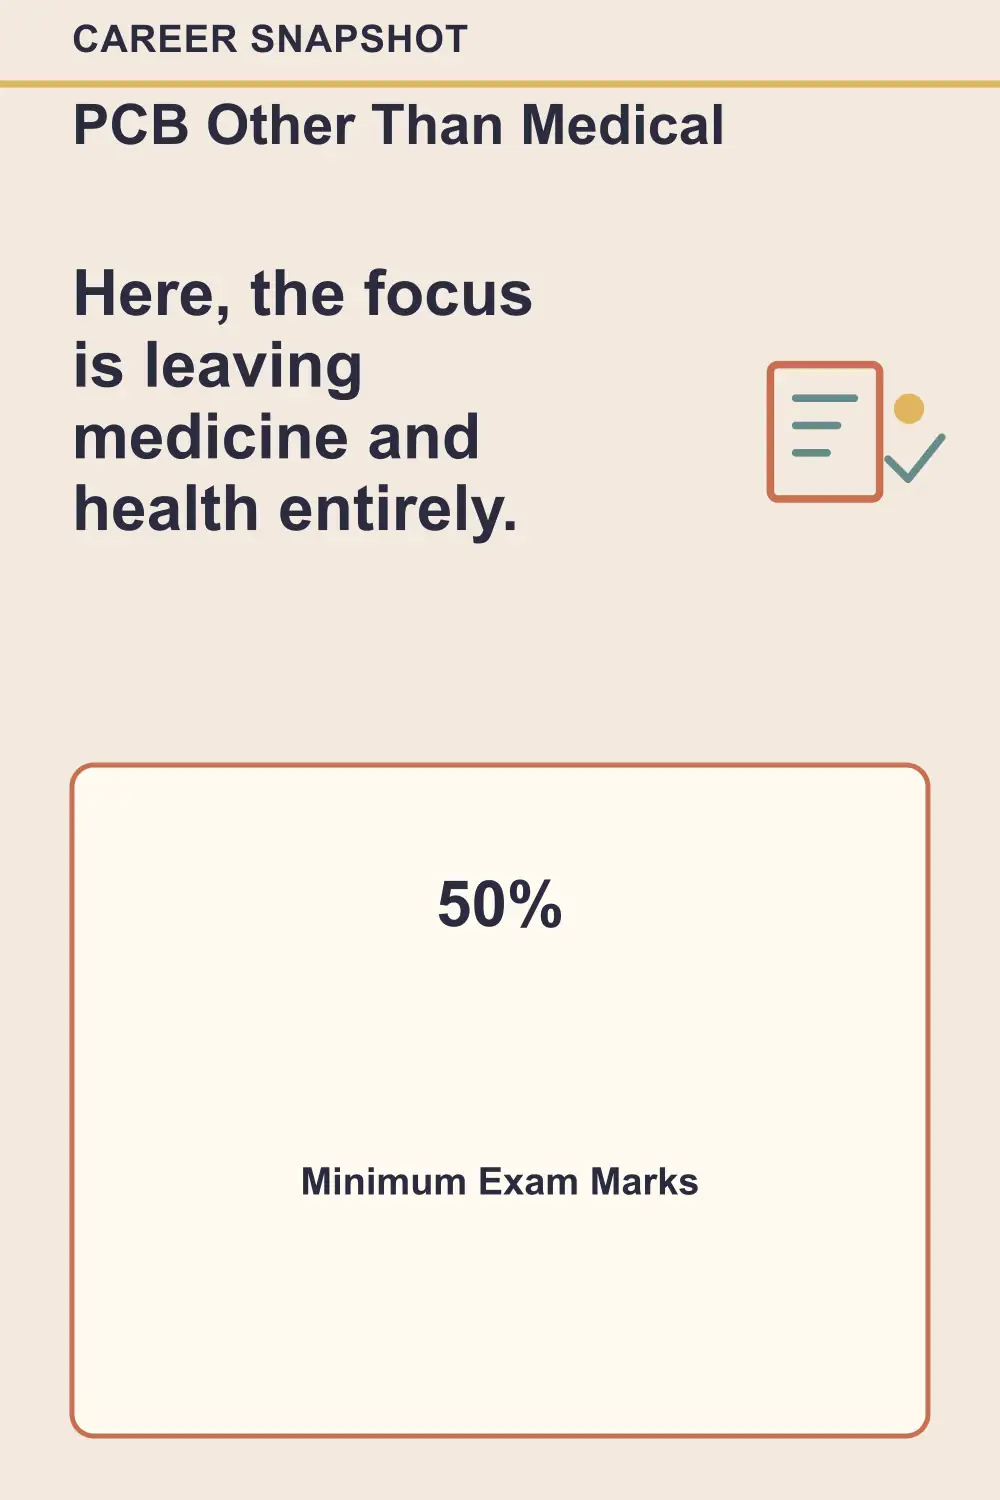 CAREER SNAPSHOT
PCB Other Than Medical
Here, the focus
is leaving
medicine and
health entirely.
50%
Minimum Exam Marks